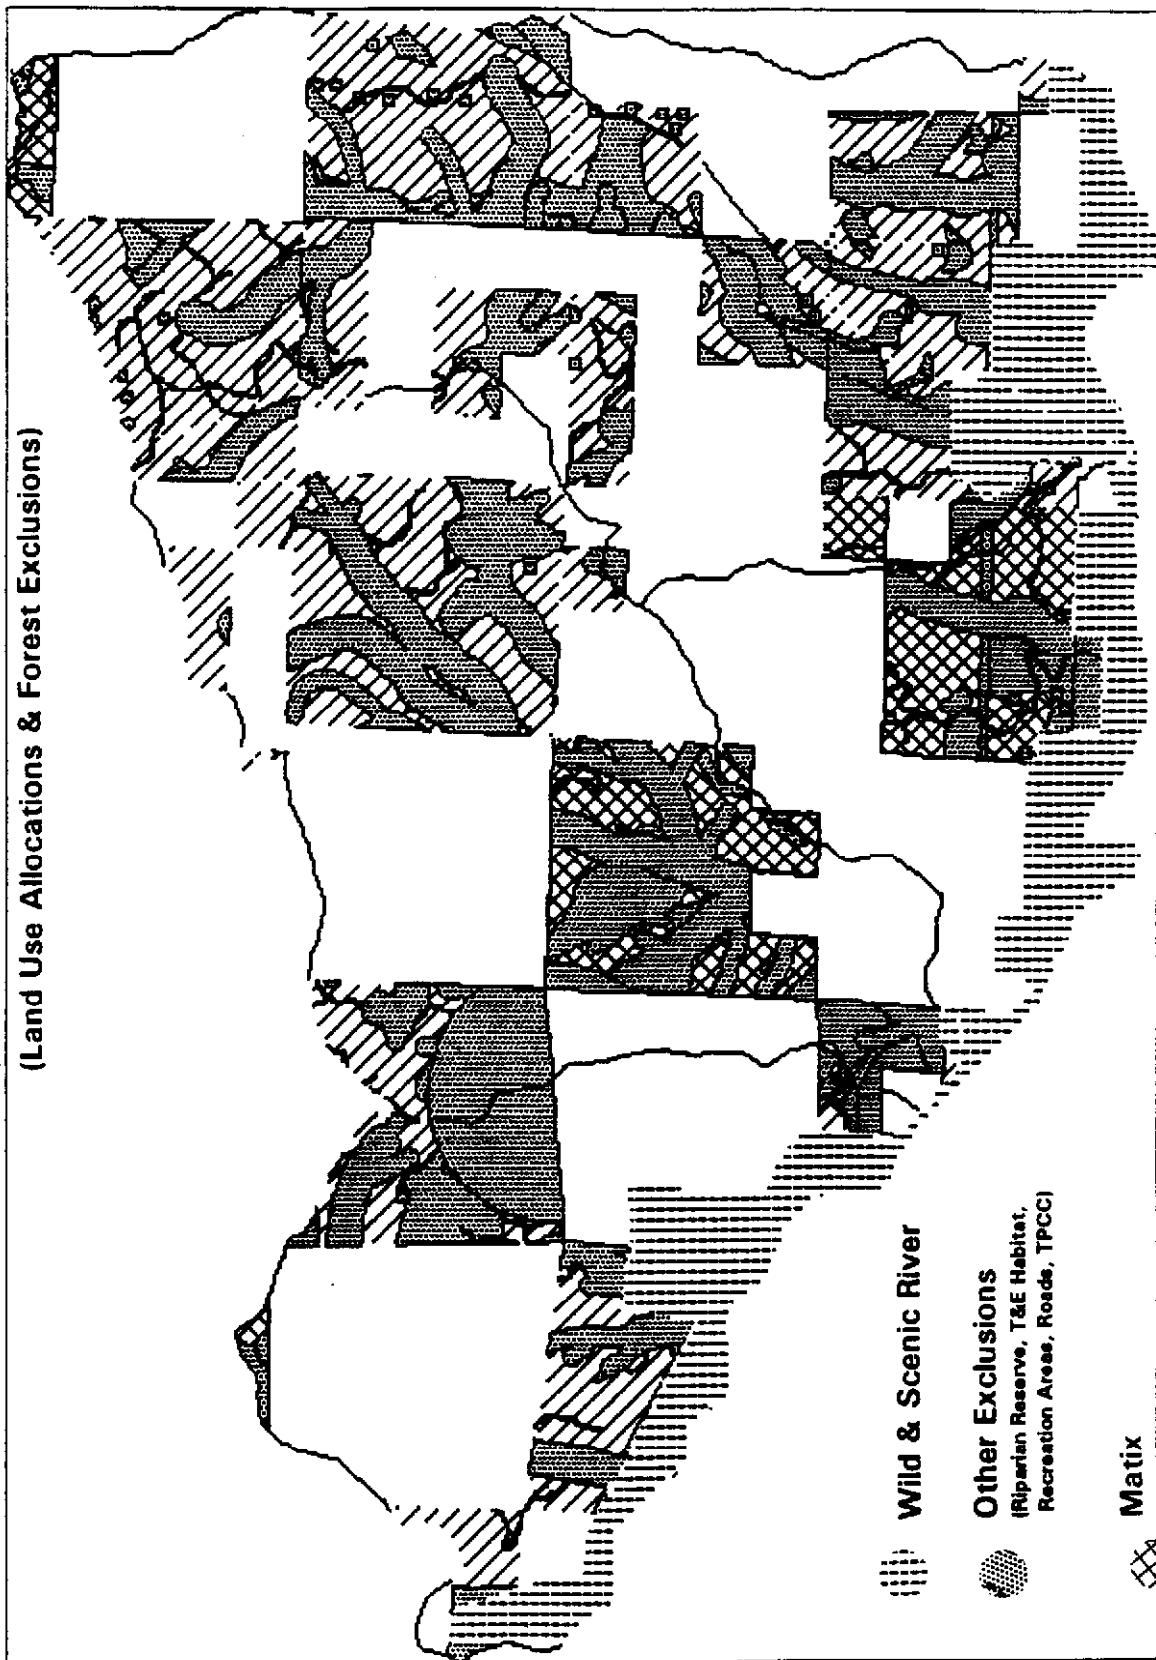 (Land Use Allocations & Forest Exclusions)
Wild & Scenic River
Other Exclusions
(Riparian Reserve, T&E Habitat,
Recreation Areas, Roads, TPCC)
Matix